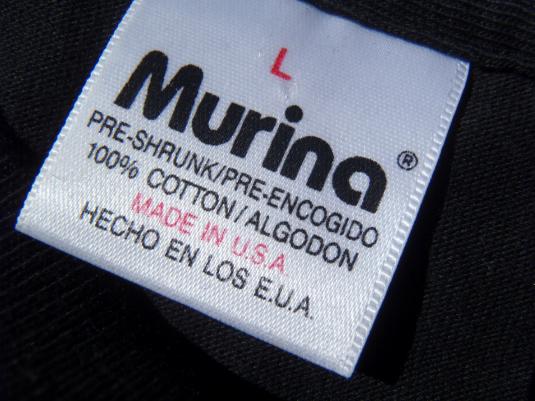 L
Murina®
PRE-SHRUNK/PRE-ENCOGIDO
100% COTTON/ALGODON
MADE IN U.S.A
HECHO EN LOS E.U.A.